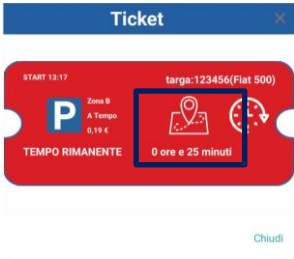 Ticket ×
START 13:17 targa:123456(Fiat 500)
P
Zona B
A Tempo
0,19 €
TEMPO RIMANENTE 0 ore e 25 minuti
Chiudi